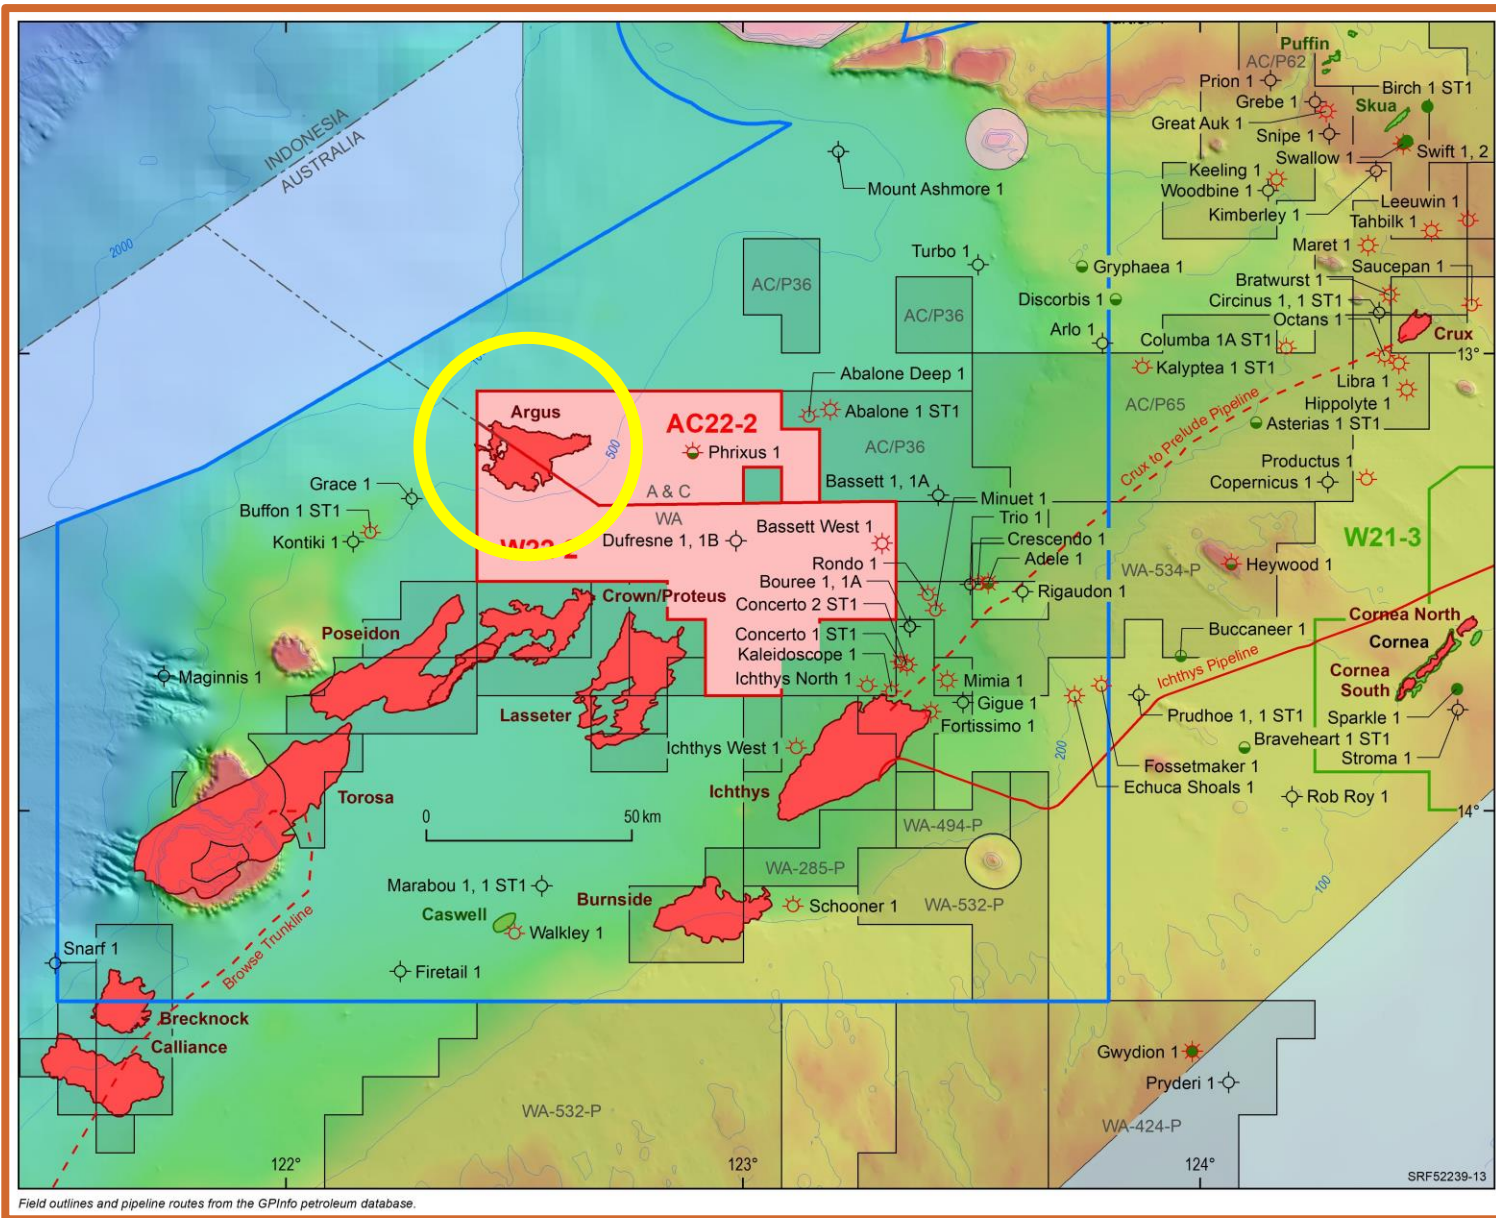 Puffin
AC/P62
Prion 1
Birch 1 ST1
Grebe 1
Skua
Great Auk 1
Snipe 1
INDONESIA
AUSTRALIA
Swallow 1
Swift 1, 2
Keeling 1
Mount Ashmore 1
Woodbine 1
Kimberley 1
Leeuwin 1
Tahbilk 1
2000
Turbo 1
Maret 1
Gryphaea 1
Saucepan 1
Bratwurst 1
AC/P36
Discorbis 1
Circinus 1, 1 ST1
AC/P36
Octans 1
Arlo 1
Columba 1A ST1
Crux
13°
Kalyptea 1 ST1
Abalone Deep 1
Libra 1
Argus
Abalone 1 ST1
AC/P65
Hippolyte 1
AC22-2
Crux to Prelude Pipeline
Asterias 1 ST1
500
Phrixus 1
AC/P36
Productus 1
Grace 1
Bassett 1, 1A
Copernicus 1
A & C
Minuet 1
Buffon 1 ST1
WA
Trio 1
Bassett West 1
Kontiki 1
Dufresne 1, 1B
Crescendo 1
W21-3
Adele 1
Rondo 1
WA-534-P
Heywood 1
Bouree 1, 1A
Rigaudon 1
Crown/Proteus
Concerto 2 ST1
Cornea North
Poseidon
Concerto 1 ST1
Buccaneer 1
Cornea
Kaleidoscope 1
Ichthys Pipeline
Maginnis 1
Ichthys North 1
Mimia 1
Cornea
South
Gigue 1
Lasseter
Prudhoe 1, 1 ST1
Sparkle 1
Fortissimo 1
Ichthys West 1
200
Braveheart 1 ST1
Stroma 1
Fossetmaker 1
Echuca Shoals 1
Torosa
Ichthys
Rob Roy 1
0
50 km
14°
WA-494-P
WA-285-P
Marabou 1, 1 ST1
100
Burnside
Schooner 1
WA-532-P
Caswell
Walkley 1
Browse Trunkline
Snarf 1
Firetail 1
Brecknock
Calliance
Gwydion 1
Pryderi 1
WA-532-P
WA-424-P
122°
123°
124°
SRF52239-13
Field outlines and pipeline routes from the GPInfo petroleum database.